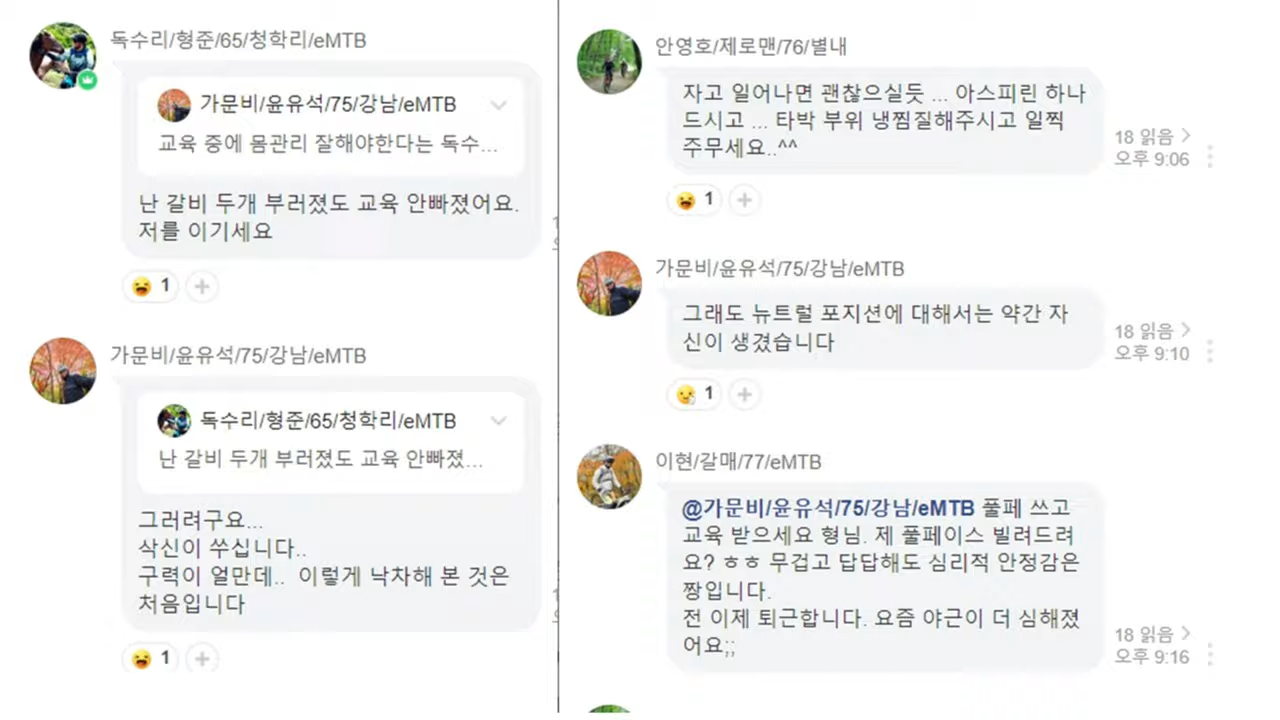 독수리/형준/65/청학리/eMTB
가문비/윤유석/75/강남/eMTB
교육 중에 몸관리 잘해야한다는 독수...
난 갈비 두개 부러졌도 교육 안빠졌어요.
저를 이기세요
1
가문비/윤유석/75/강남/eMTB
독수리/형준/65/청학리/eMTB
난 갈비 두개 부러졌도 교육 안빠졌...
그러려구요...
삭신이 쑤십니다..
구력이 얼만데.. 이렇게 낙차해 본 것은
처음입니다
1
안영호/제로맨/76/별내
자고 일어나면 괜찮으실듯 ... 아스피린 하나
드시고 ... 타박 부위 냉찜질해주시고 일찍
주무세요..^^
18 읽음
오후 9:06
1
가문비/윤유석/75/강남/eMTB
그래도 뉴트럴 포지션에 대해서는 약간 자
신이 생겼습니다
18 읽음
오후 9:10
1
이현/갈매/77/eMTB
@가문비/윤유석/75/강남/eMTB 풀페 쓰고
교육 받으세요 형님. 제 풀페이스 빌려드려
요? ㅎㅎ 무겁고 답답해도 심리적 안정감은
짱입니다.
전 이제 퇴근합니다. 요즘 야근이 더 심해졌
어요;;
18 읽음
오후 9:16